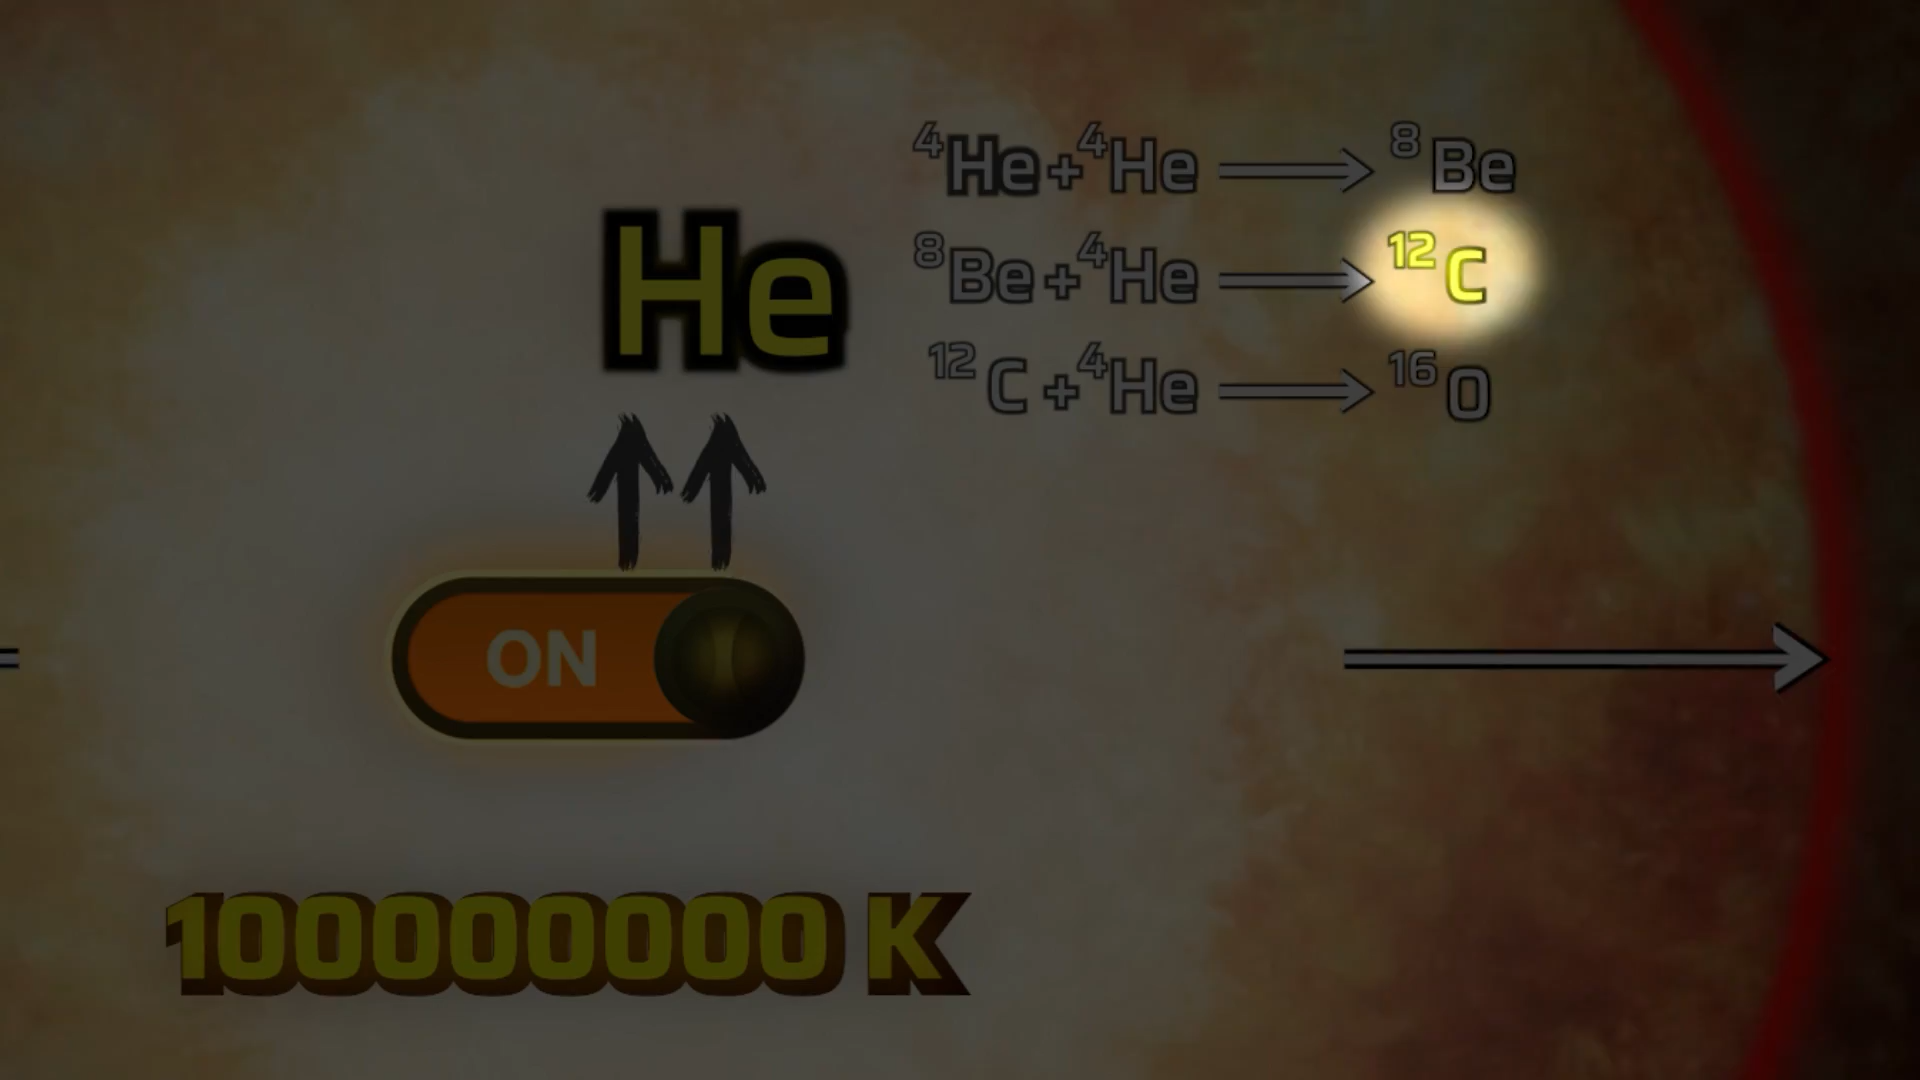 ⁴He+⁴He → ⁸Be
He
⁸Be+⁴He → ¹²C
¹²C+⁴He → ¹⁶O
ON
100000000 K